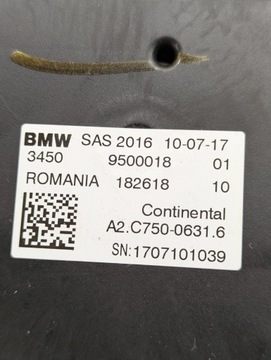 BMW SAS 2016 10-07-17
3450 9500018 01
ROMANIA 182618 10
Continental
A2.C750-0631.6
SN:1707101039